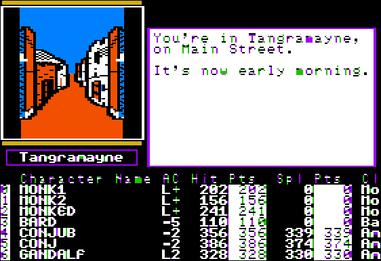 You're in Tangramayne,
on Main Street.
It's now early morning.
Tangramayne
Character Name AC Hit Pts Spl Pts Cl
0 MONK1 L+ 202 202 0 0 Mo
1 MONK2 L+ 156 156 0 0 Mo
2 MONKED L+ 241 241 0 0 Mo
3 BARD -5 110 110 0 0 Ba
4 CONJUB -2 356 356 339 339 Am
5 CONJ -2 386 386 374 374 Am
6 GANDALF L2 328 328 330 330 Am